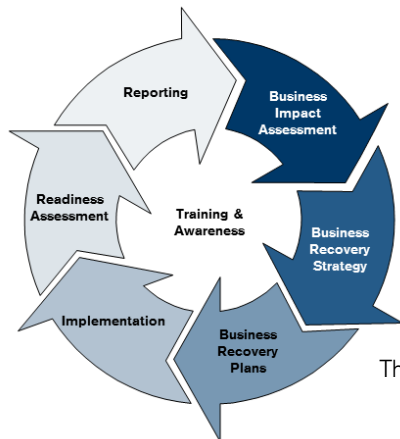 Reporting
Business
Impact
Assessment
Readiness
Assessment
Training &
Awareness
Business
Recovery
Strategy
Implementation
Business
Recovery
Plans
Th